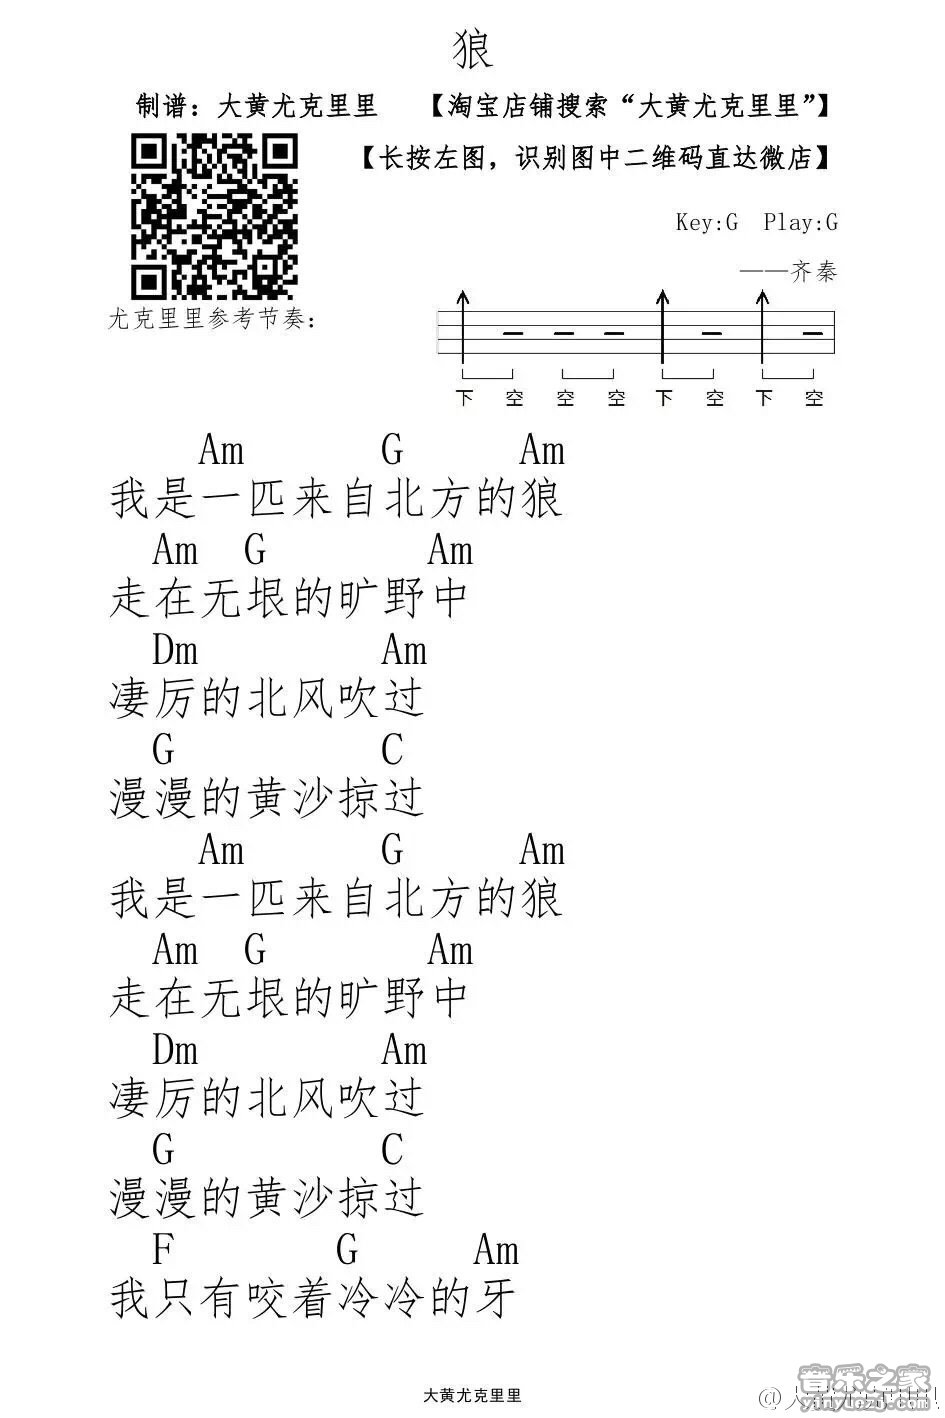 狼
制谱：大黄尤克里里 【淘宝店铺搜索“大黄尤克里里”】
【长按左图，识别图中二维码直达微店】
Key:G Play:G
——齐秦
尤克里里参考节奏：
下 空 空 空 下 空 下 空
Am G Am
我是一匹来自北方的狼
Am G Am
走在无垠的旷野中
Dm Am
凄厉的北风吹过
G C
漫漫的黄沙掠过
Am G Am
我是一匹来自北方的狼
Am G Am
走在无垠的旷野中
Dm Am
凄厉的北风吹过
G C
漫漫的黄沙掠过
F G Am
我只有咬着冷冷的牙
大黄尤克里里
音乐之家
yinyuezj.com